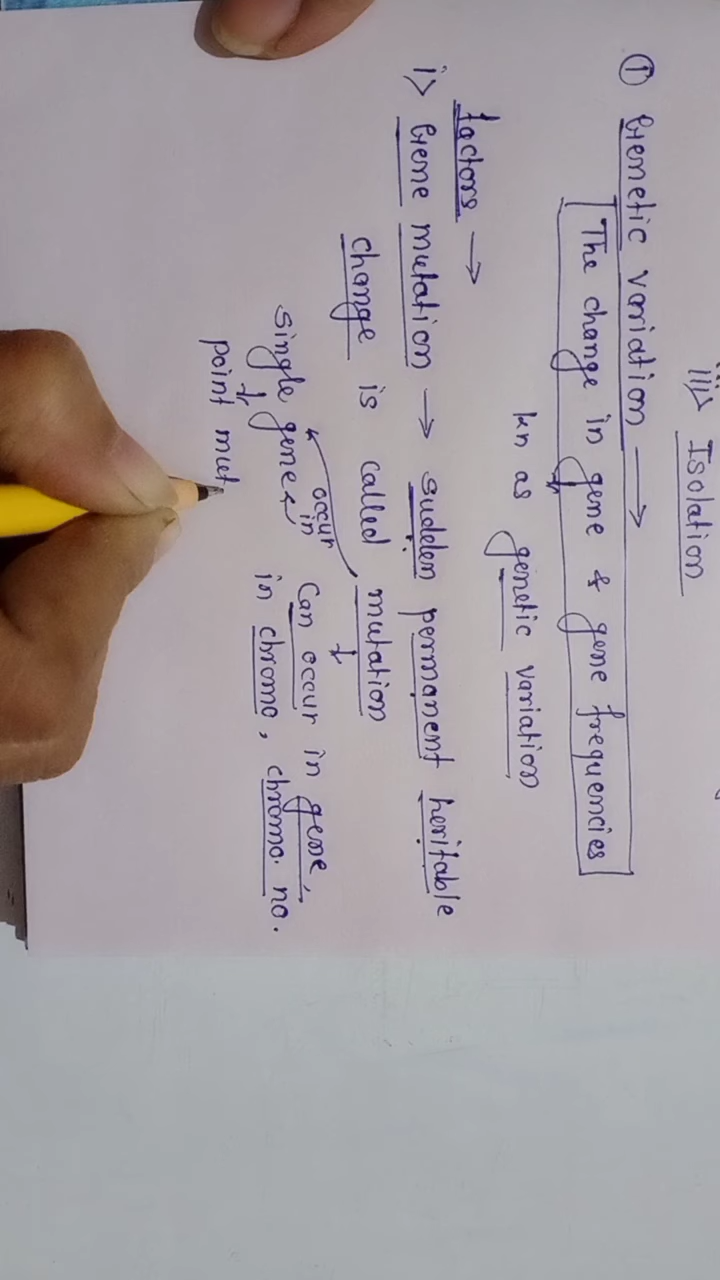 iii> Isolation
① Genetic variation →
The change in gene & gene frequencies
kn as genetic variation
factors →
i> Gene mutation → sudden permanent heritable
change is called mutation
occur
in
single gene
Can occur in gene,
in chromo, chromo. no.
point mut